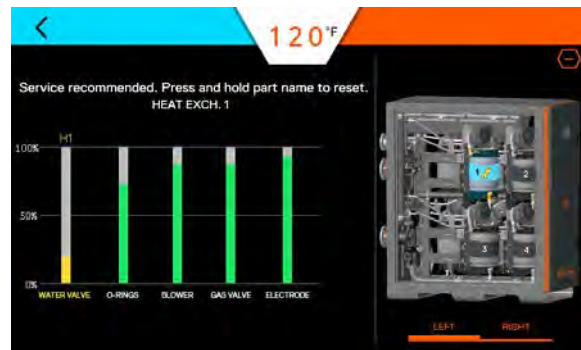 120°F
Service recommended. Press and hold part name to reset.
HEAT EXCH. 1
H1
100%
50%
0%
WATER VALVE O-RINGS BLOWER GAS VALVE ELECTRODE
1 2
3 4
LEFT RIGHT